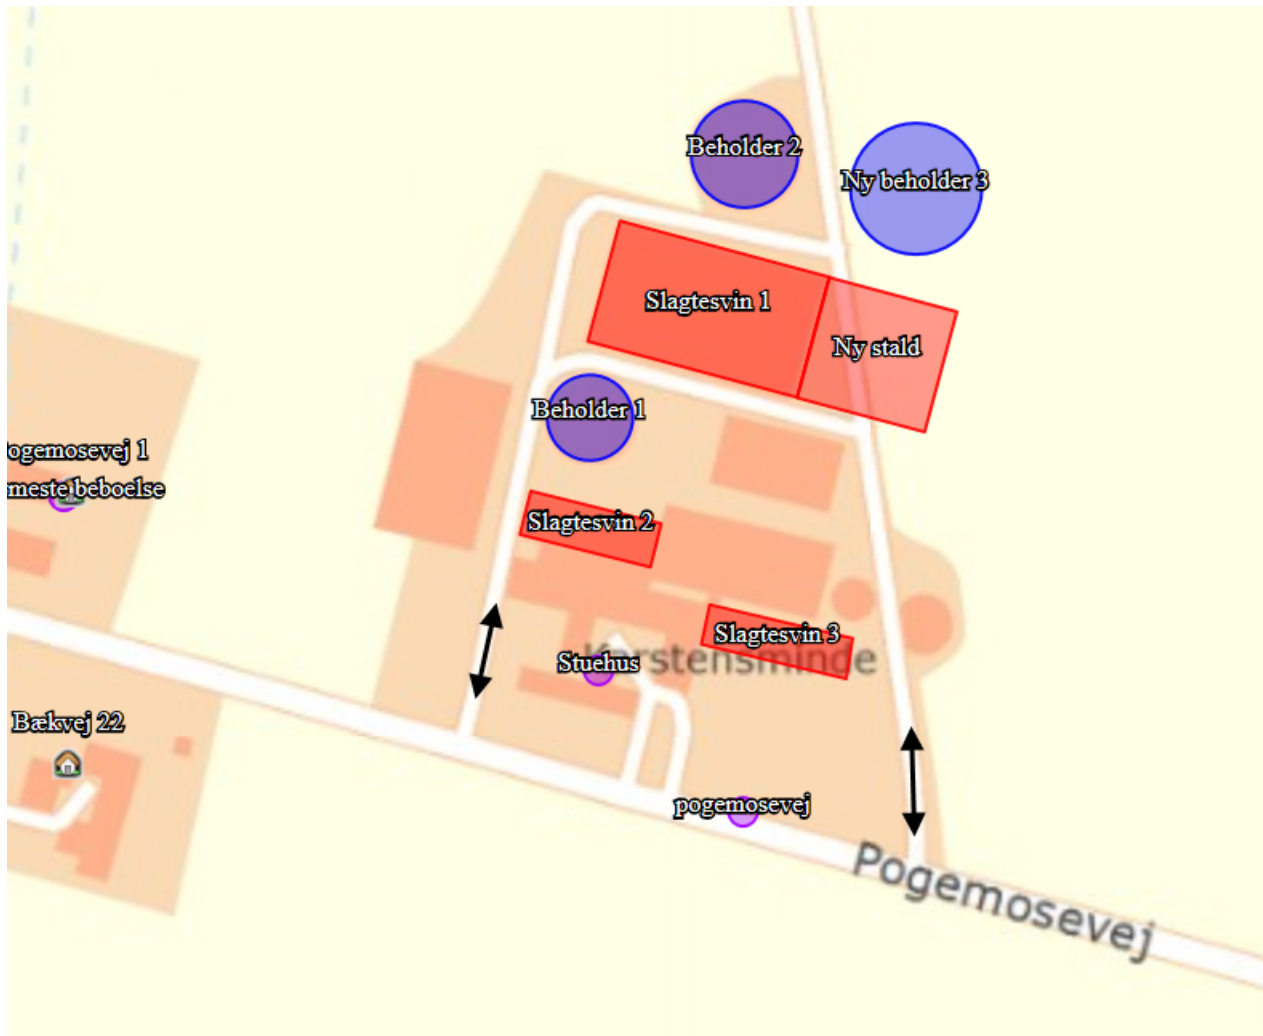 Beholder 2
Ny beholder 3
Slagtesvin 1
Ny stald
Beholder 1
ogemosevej 1
meste beboelse
Slagtesvin 2
Slagtesvin 3
Karstensminde
Stuehus
Bækvej 22
pogemosevej
Pogemosevej